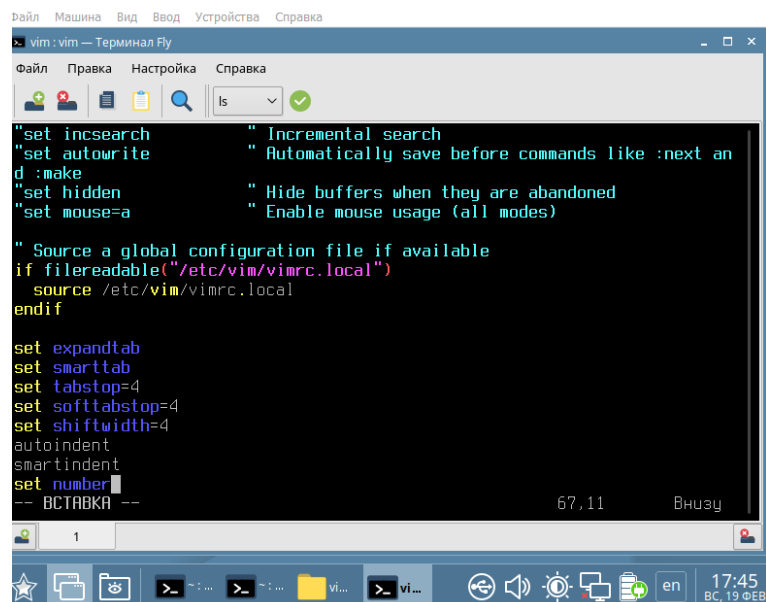 Файл Машина Вид Ввод Устройства Справка
vim : vim — Терминал Fly
Файл Правка Настройка Справка
ls
"set incsearch " Incremental search
"set autowrite " Automatically save before commands like :next an
d :make
"set hidden " Hide buffers when they are abandoned
"set mouse=a " Enable mouse usage (all modes)
" Source a global configuration file if available
if filereadable("/etc/vim/vimrc.local")
source /etc/vim/vimrc.local
endif
set expandtab
set smarttab
set tabstop=4
set softtabstop=4
set shiftwidth=4
autoindent
smartindent
set number
-- ВСТАВКА -- 67,11 Внизу
1
~ : ... ~ : ... vi... vi... en 17:45
ВС, 19 ФЕВ